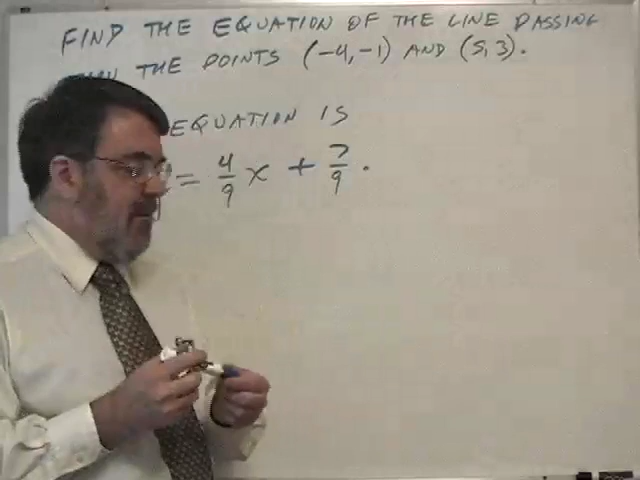 FIND THE EQUATION OF THE LINE PASSING
THE POINTS (-4,-1) AND (5,3).
EQUATION IS
= 4/9 x + 7/9.